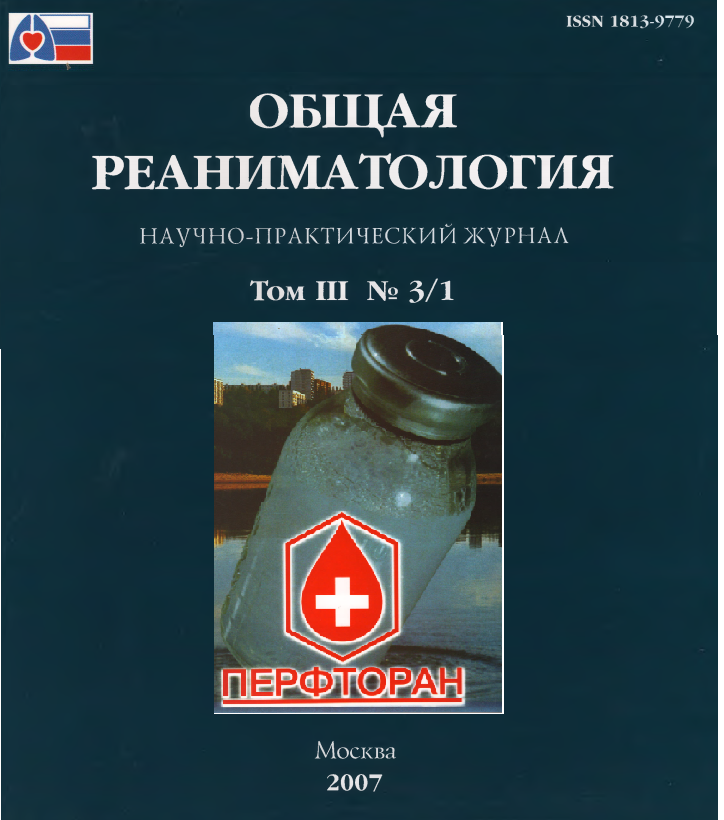 ISSN 1813-9779
ОБЩАЯ
РЕАНИМАТОЛОГИЯ
НАУЧНО-ПРАКТИЧЕСКИЙ ЖУРНАЛ
Том III № 3/1
ПЕРФТОРАН
Москва
2007